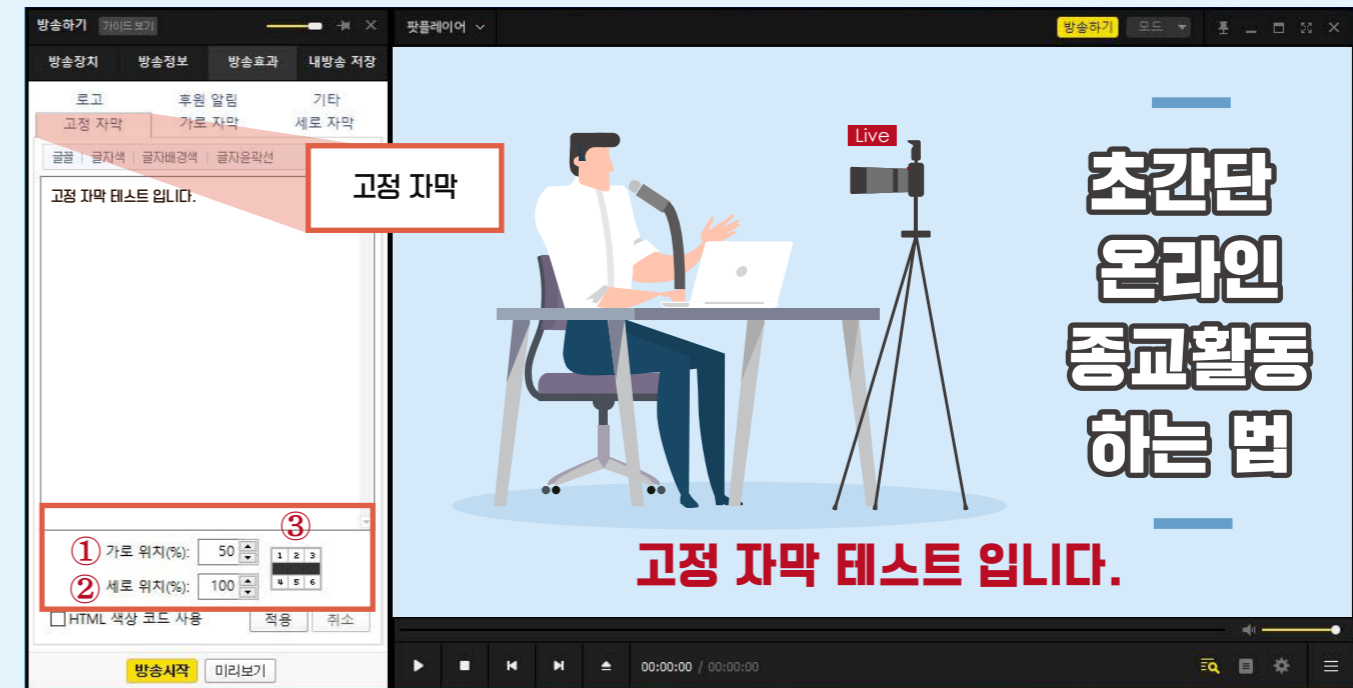 방송하기 가이드 보기
방송장치 방송정보 방송효과 내방송 저장
로고 후원 알림 기타
고정 자막 가로 자막 세로 자막
글꼴 글자색 글자배경색 글자윤곽선
고정 자막 테스트 입니다.
고정 자막
③
① 가로 위치(%): 50
1 2 3
② 세로 위치(%): 100
4 5 6
HTML 색상 코드 사용 적용 취소
방송시작 미리보기
팟플레이어 방송하기 모드
Live
초간단
온라인
종교활동
하는 법
고정 자막 테스트 입니다.
00:00:00 / 00:00:00